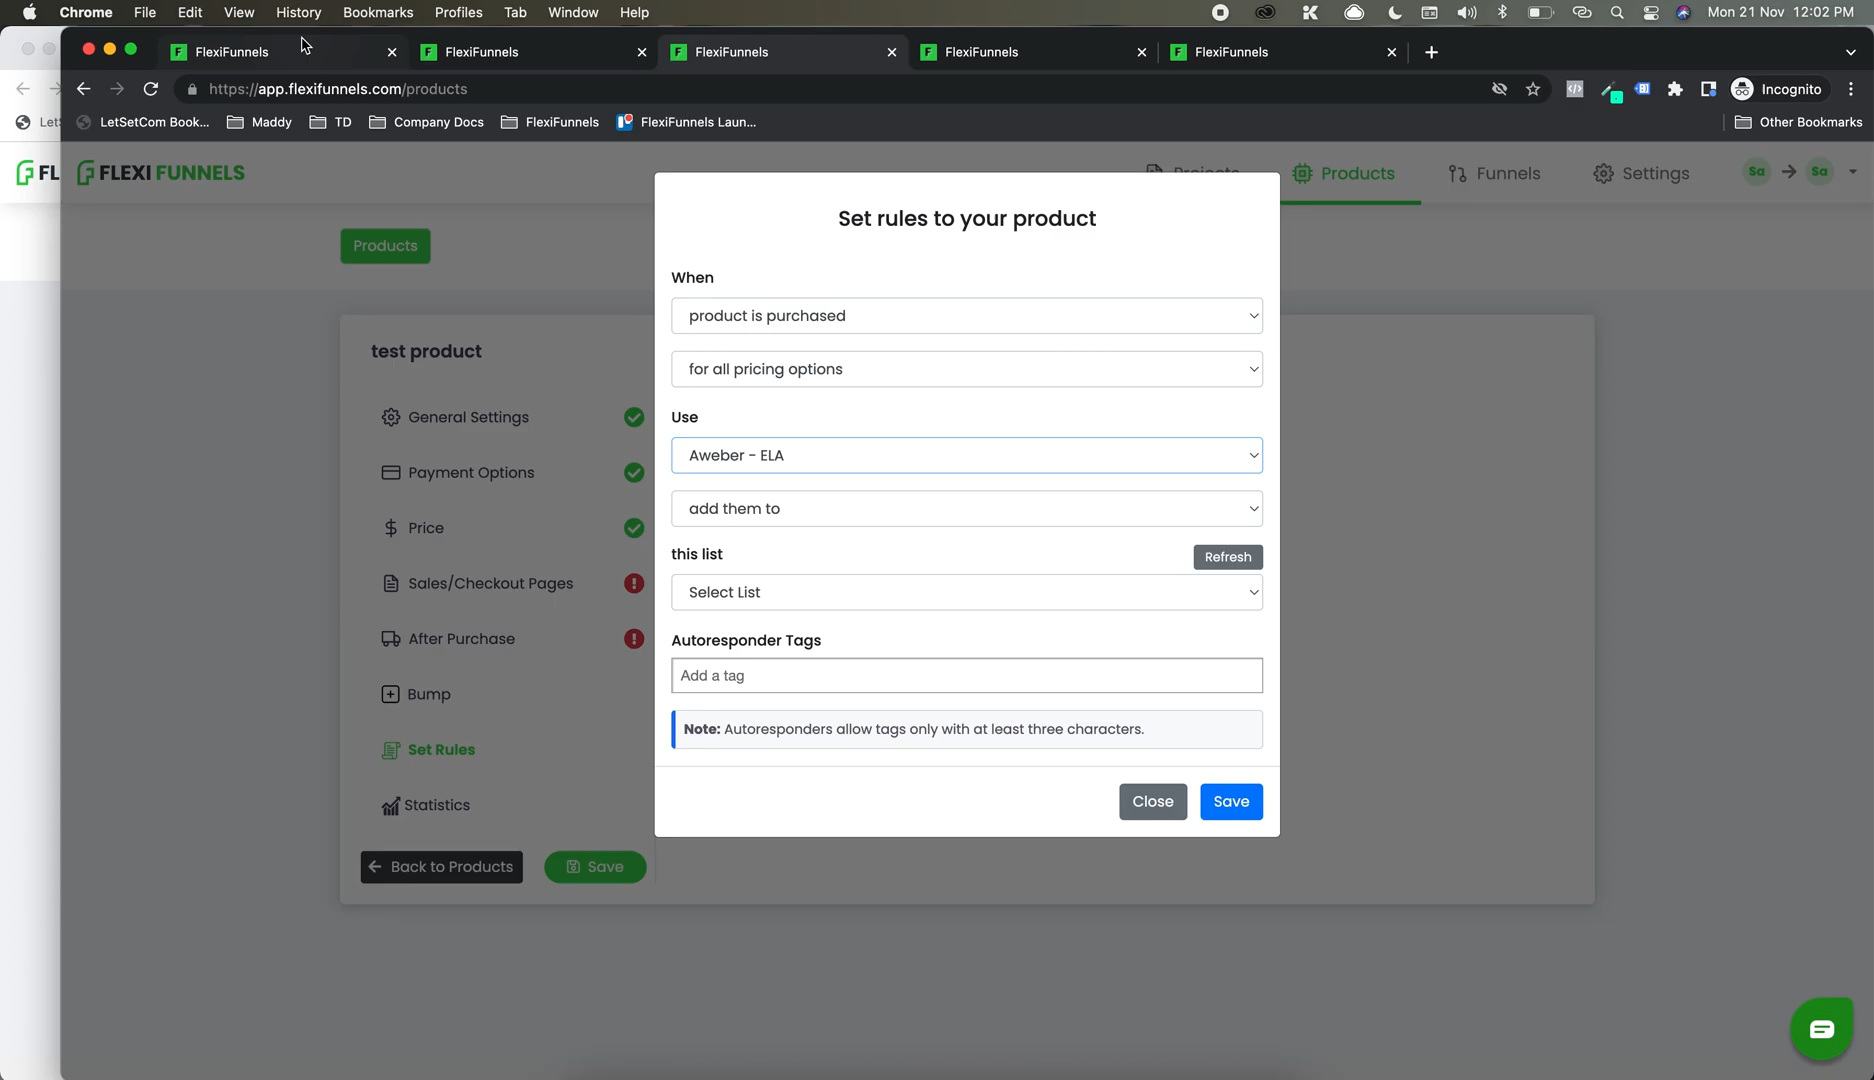 Chrome File Edit View History Bookmarks Profiles Tab Window Help Mon 21 Nov 12:02 PM
FlexiFunnels FlexiFunnels FlexiFunnels FlexiFunnels FlexiFunnels
https://app.flexifunnels.com/products Incognito
LetSetCom Book... Maddy TD Company Docs FlexiFunnels FlexiFunnels Laun... Other Bookmarks
FL FLEXI FUNNELS Projects Products Funnels Settings Sa Sa
Products
Set rules to your product
When
product is purchased
for all pricing options
Use
Aweber - ELA
add them to
this list Refresh
Select List
Autoresponder Tags
Add a tag
Note: Autoresponders allow tags only with at least three characters.
Close Save
test product
General Settings
Payment Options
Price
Sales/Checkout Pages
After Purchase
Bump
Set Rules
Statistics
Back to Products Save